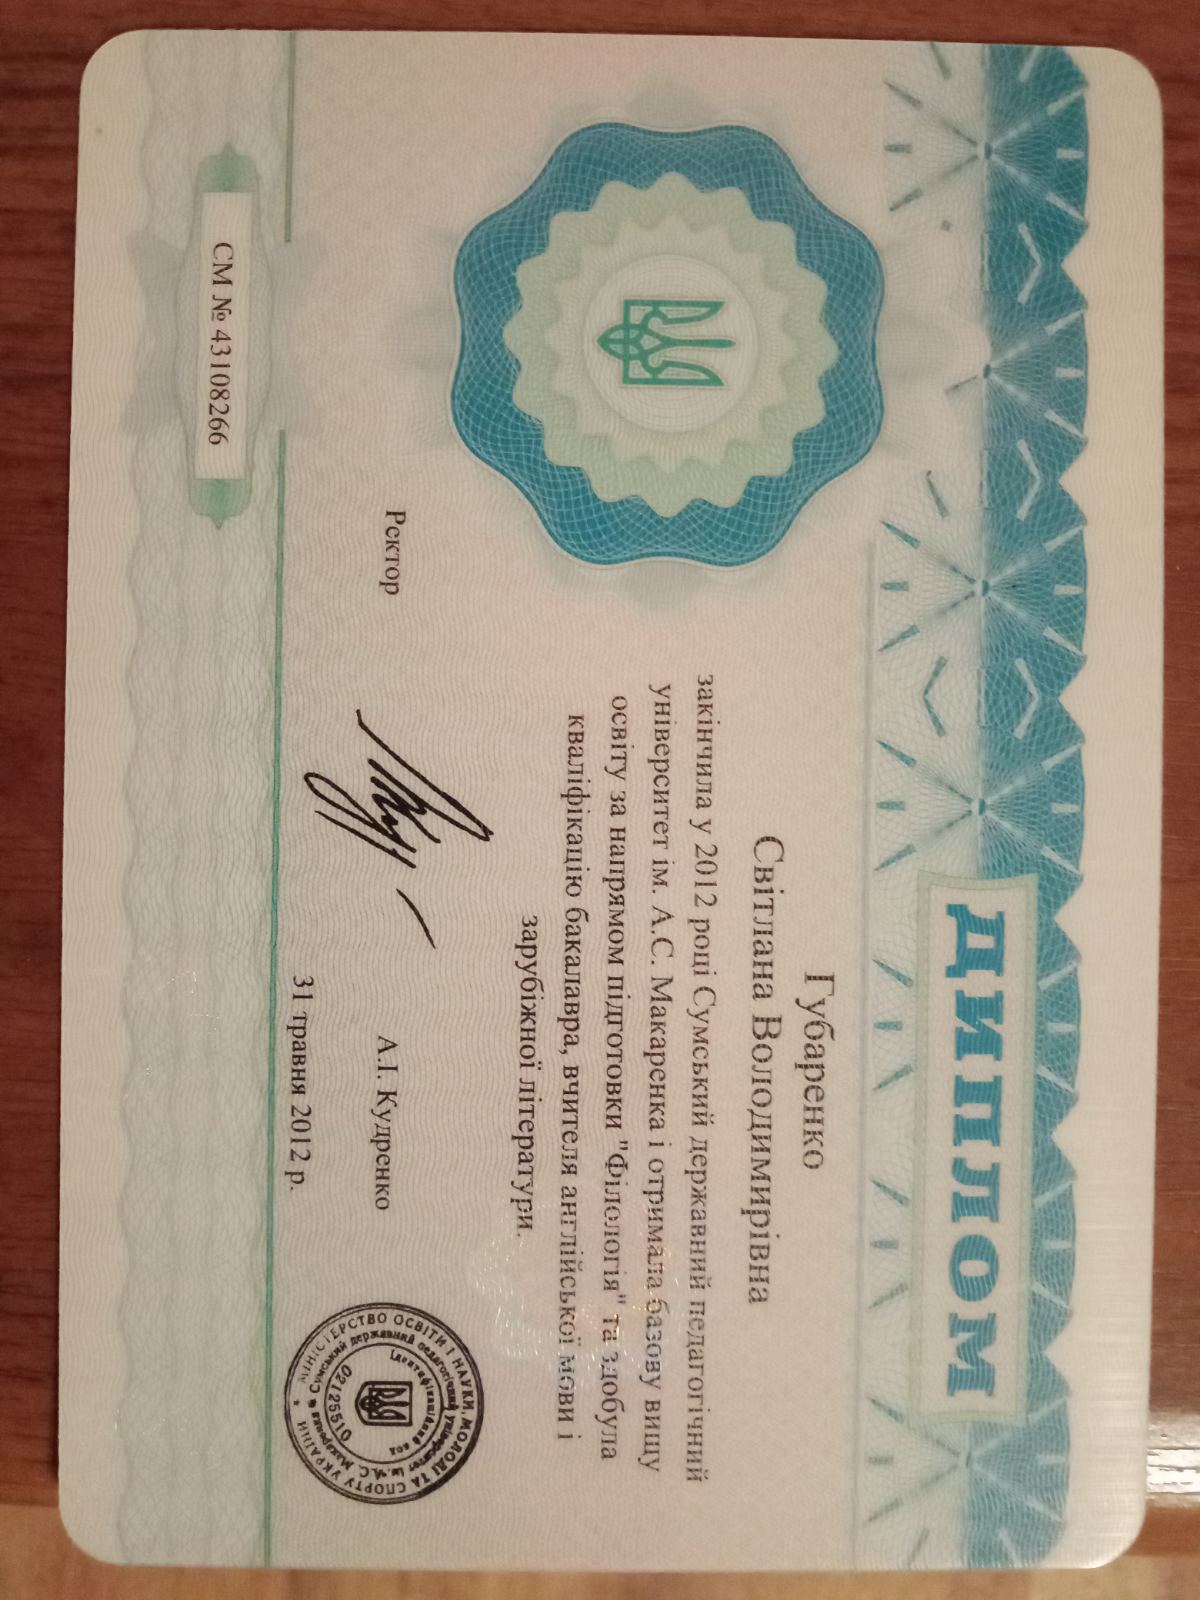 ДИПЛОМ
Губаренко
Світлана Володимирівна
закінчила у 2012 році Сумський державний педагогічний
університет ім. А.С. Макаренка і отримала базову вищу
освіту за напрямом підготовки "Філологія" та здобула
кваліфікацію бакалавра, вчителя англійської мови і
зарубіжної літератури.
Ректор
А.І. Кудренко
31 травня 2012 р.
СМ № 43108266
МІНІСТЕРСТВО ОСВІТИ І НАУКИ, МОЛОДІ ТА СПОРТУ УКРАЇНИ
Сумський державний педагогічний університет ім. А.С. Макаренка
Ідентифікаційний код
02125510